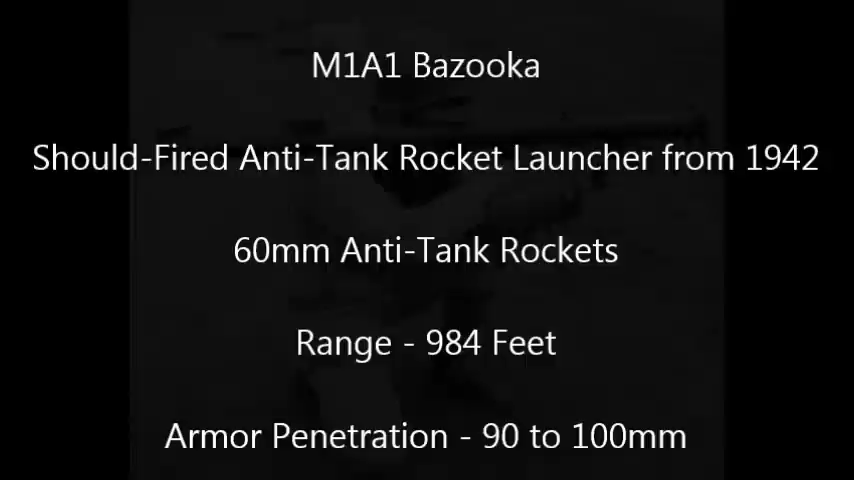 M1A1 Bazooka
Should-Fired Anti-Tank Rocket Launcher from 1942
60mm Anti-Tank Rockets
Range - 984 Feet
Armor Penetration - 90 to 100mm